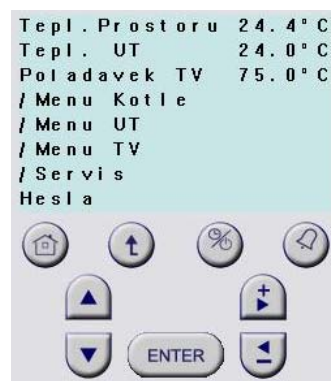 Tepl.Prostoru 24.4°C
Tepl. UT 24.0°C
Poladavek TV 75.0°C
/Menu Kotle
/Menu UT
/Menu TV
/Servis
Hesla
ENTER